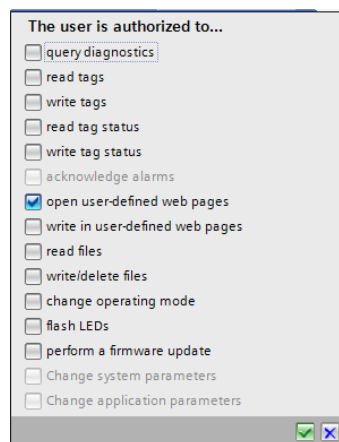 The user is authorized to...
query diagnostics
read tags
write tags
read tag status
write tag status
acknowledge alarms
open user-defined web pages
write in user-defined web pages
read files
write/delete files
change operating mode
flash LEDs
perform a firmware update
Change system parameters
Change application parameters